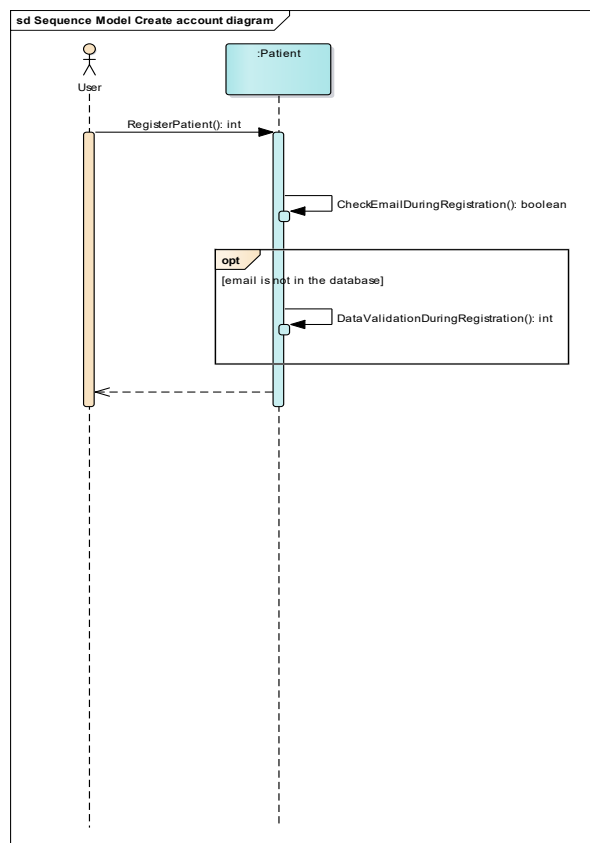 sd Sequence Model Create account diagram
:Patient
User
RegisterPatient(): int
CheckEmailDuringRegistration(): boolean
opt
[email is not in the database]
DataValidationDuringRegistration(): int